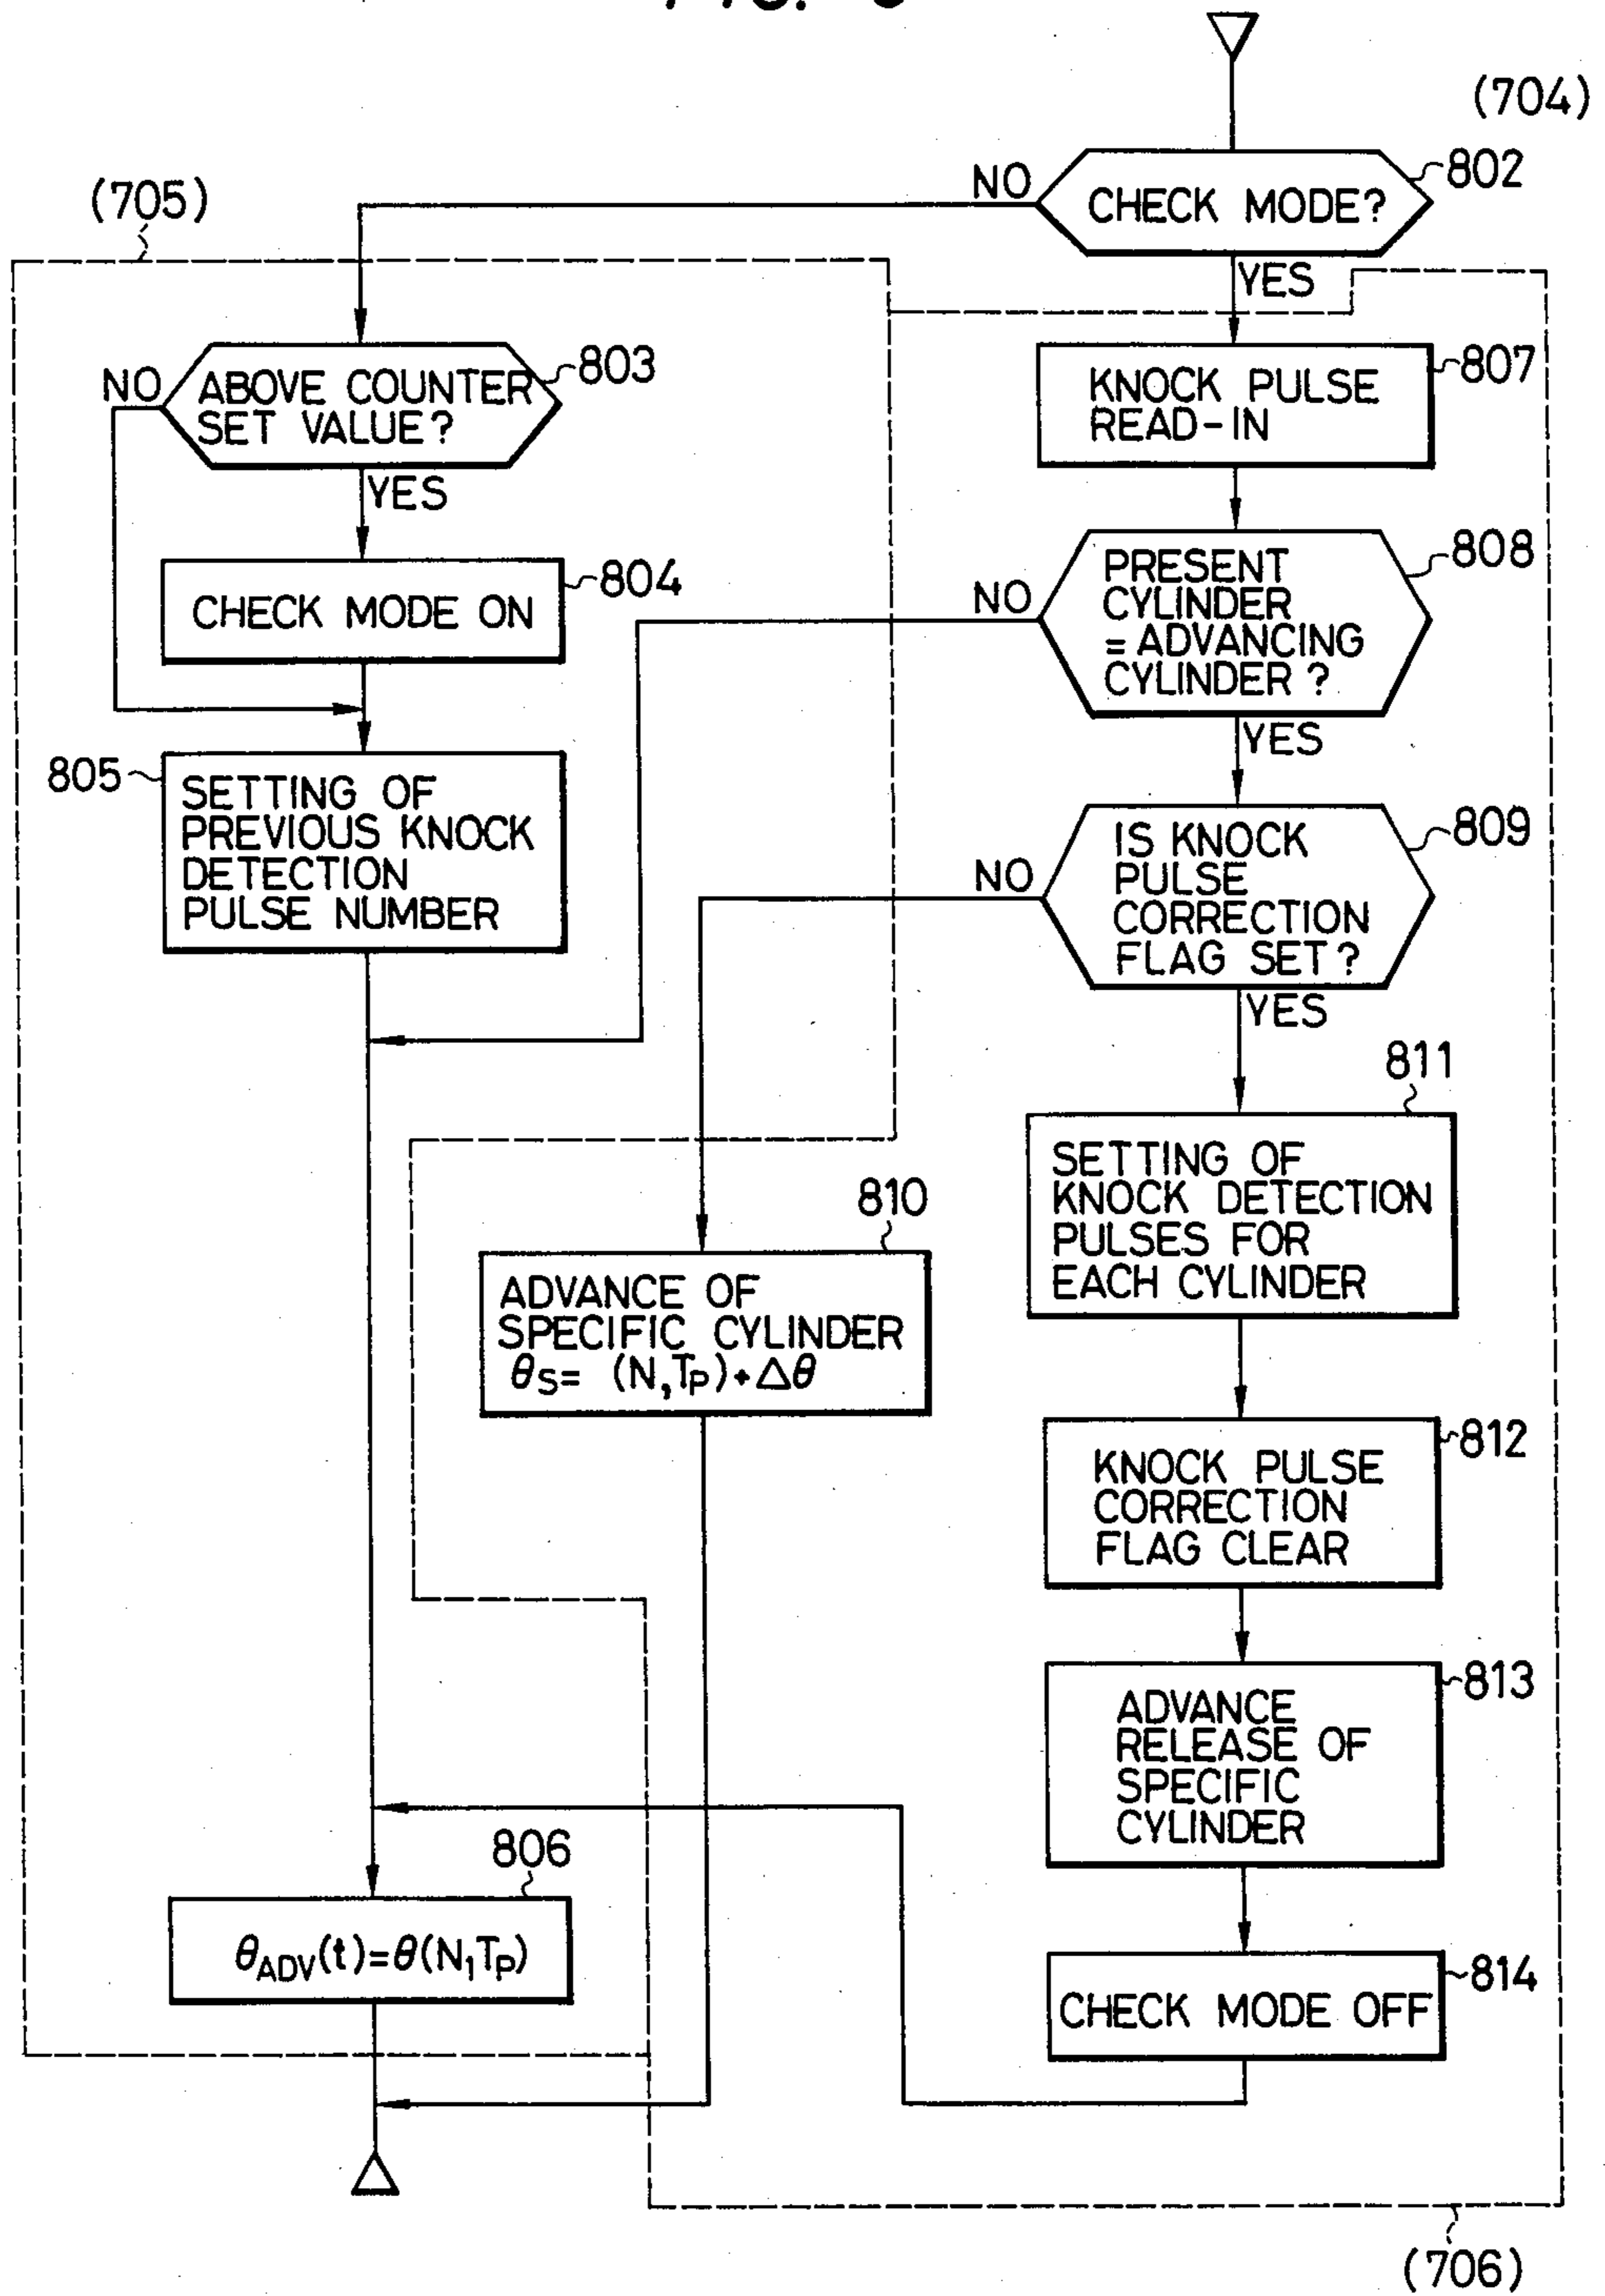 (704)
802
NO
CHECK MODE?
YES
(705)
803
NO
ABOVE COUNTER
SET VALUE?
YES
804
CHECK MODE ON
805
SETTING OF
PREVIOUS KNOCK
DETECTION
PULSE NUMBER
807
KNOCK PULSE
READ-IN
808
NO
PRESENT
CYLINDER
= ADVANCING
CYLINDER ?
YES
809
NO
IS KNOCK
PULSE
CORRECTION
FLAG SET ?
YES
810
ADVANCE OF
SPECIFIC CYLINDER
θS= (N,TP)+Δθ
811
SETTING OF
KNOCK DETECTION
PULSES FOR
EACH CYLINDER
812
KNOCK PULSE
CORRECTION
FLAG CLEAR
813
ADVANCE
RELEASE OF
SPECIFIC
CYLINDER
806
θADV(t)=θ(N1TP)
814
CHECK MODE OFF
(706)